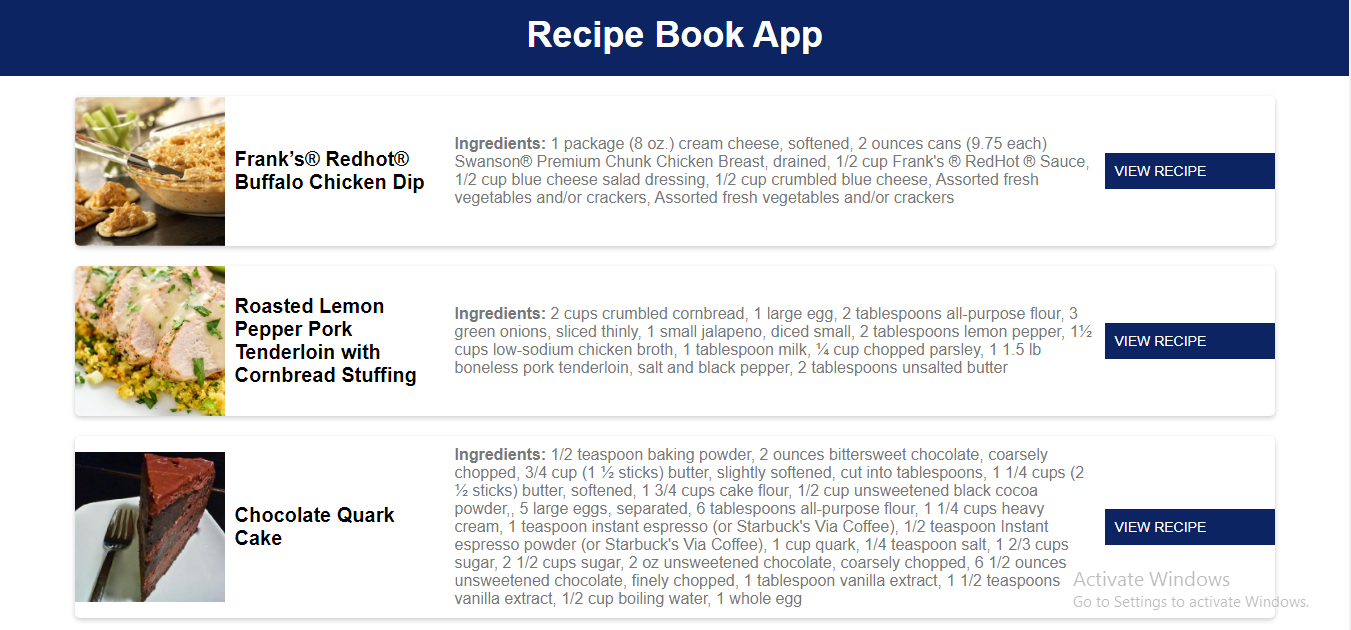 Recipe Book App
Frank’s® Redhot®
Buffalo Chicken Dip
Ingredients: 1 package (8 oz.) cream cheese, softened, 2 ounces cans (9.75 each)
Swanson® Premium Chunk Chicken Breast, drained, 1/2 cup Frank's ® RedHot ® Sauce,
1/2 cup blue cheese salad dressing, 1/2 cup crumbled blue cheese, Assorted fresh
vegetables and/or crackers, Assorted fresh vegetables and/or crackers
VIEW RECIPE
Roasted Lemon
Pepper Pork
Tenderloin with
Cornbread Stuffing
Ingredients: 2 cups crumbled cornbread, 1 large egg, 2 tablespoons all-purpose flour, 3
green onions, sliced thinly, 1 small jalapeno, diced small, 2 tablespoons lemon pepper, 1½
cups low-sodium chicken broth, 1 tablespoon milk, ¼ cup chopped parsley, 1 1.5 lb
boneless pork tenderloin, salt and black pepper, 2 tablespoons unsalted butter
VIEW RECIPE
Chocolate Quark
Cake
Ingredients: 1/2 teaspoon baking powder, 2 ounces bittersweet chocolate, coarsely
chopped, 3/4 cup (1 ½ sticks) butter, slightly softened, cut into tablespoons, 1 1/4 cups (2
½ sticks) butter, softened, 1 3/4 cups cake flour, 1/2 cup unsweetened black cocoa
powder,, 5 large eggs, separated, 6 tablespoons all-purpose flour, 1 1/4 cups heavy
cream, 1 teaspoon instant espresso (or Starbuck's Via Coffee), 1/2 teaspoon Instant
espresso powder (or Starbuck's Via Coffee), 1 cup quark, 1/4 teaspoon salt, 1 2/3 cups
sugar, 2 1/2 cups sugar, 2 oz unsweetened chocolate, coarsely chopped, 6 1/2 ounces
unsweetened chocolate, finely chopped, 1 tablespoon vanilla extract, 1 1/2 teaspoons
vanilla extract, 1/2 cup boiling water, 1 whole egg
VIEW RECIPE
Activate Windows
Go to Settings to activate Windows.